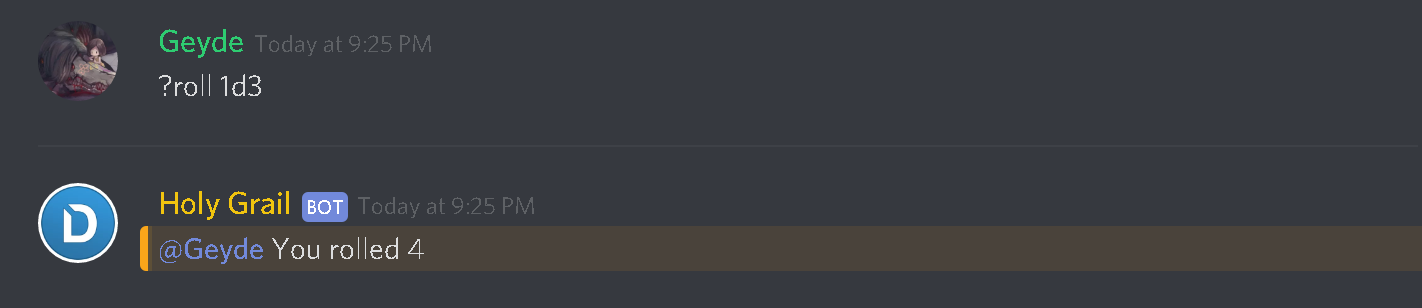 Geyde Today at 9:25 PM
?roll 1d3
Holy Grail BOT Today at 9:25 PM
@Geyde You rolled 4